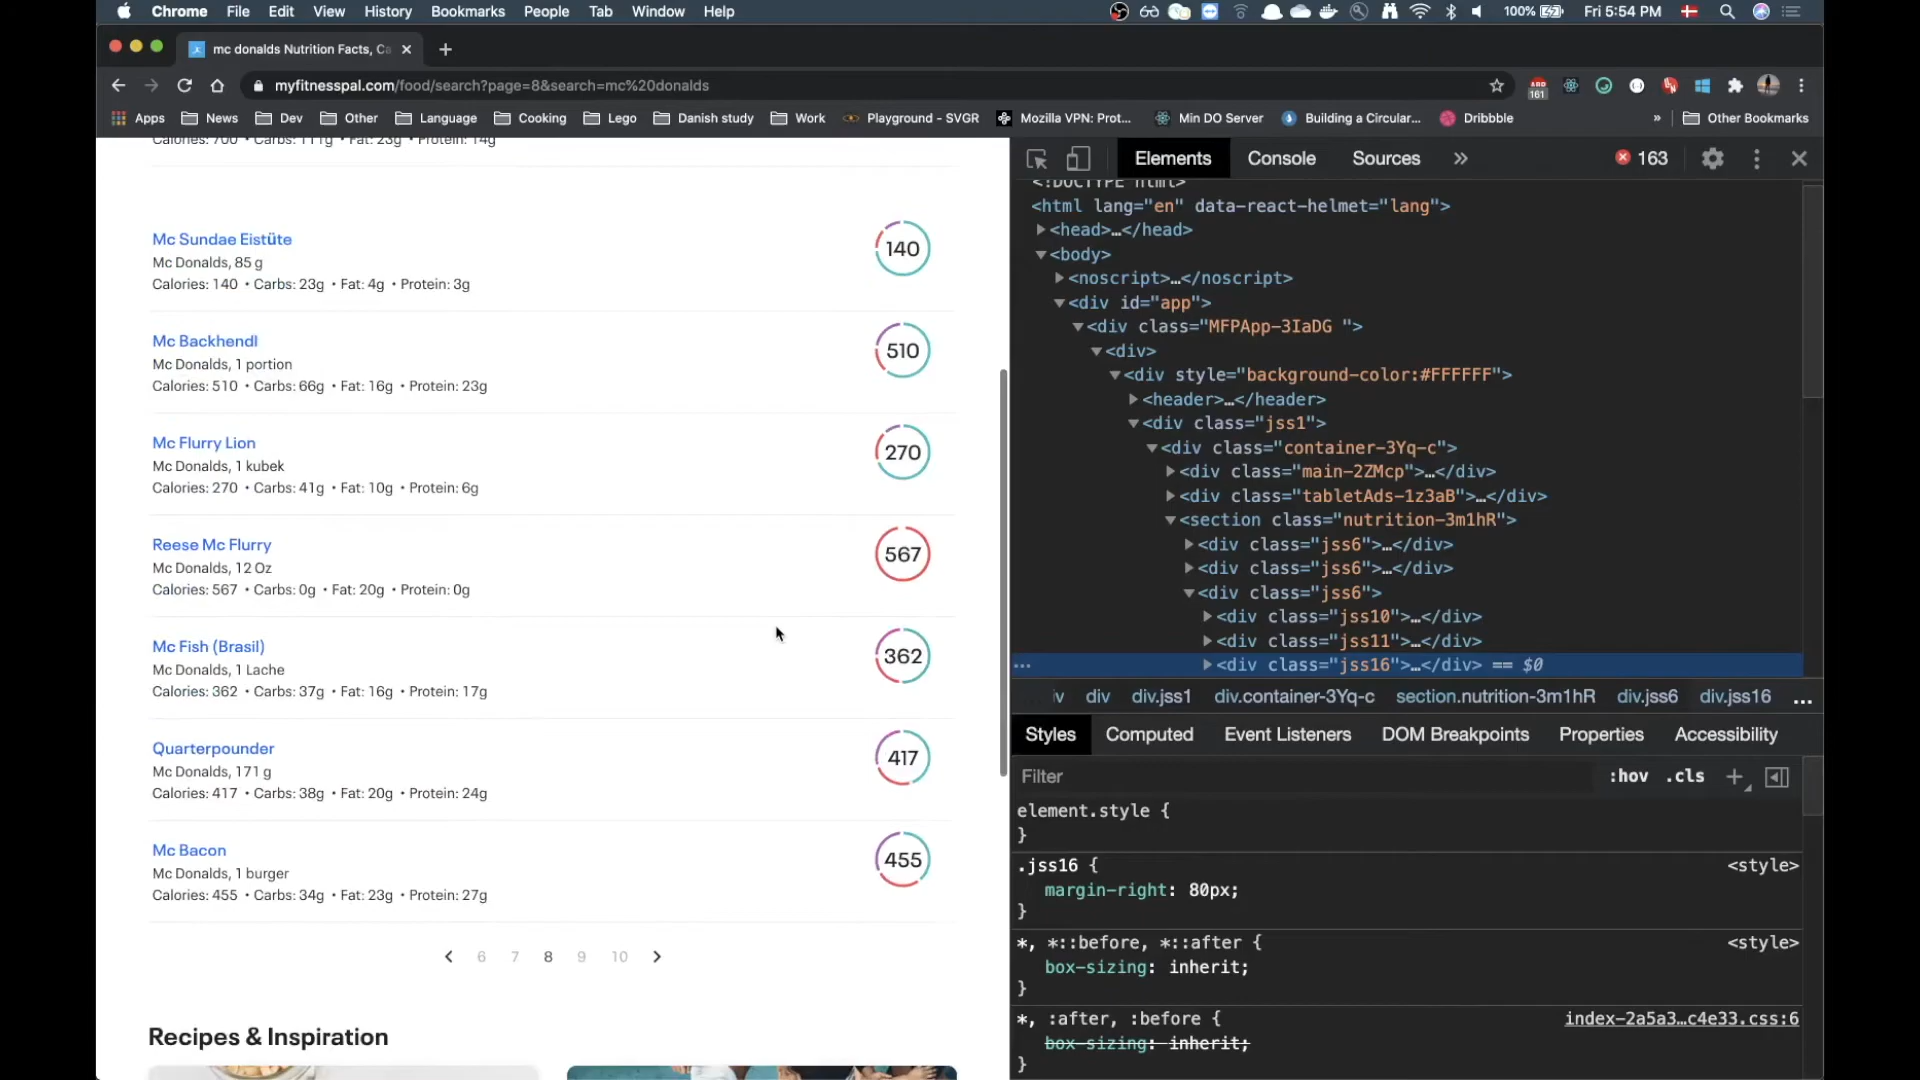 Chrome File Edit View History Bookmarks People Tab Window Help 100% Fri 5:54 PM
mc donalds Nutrition Facts, Ca
myfitnesspal.com/food/search?page=8&search=mc%20donalds
161
Apps News Dev Other Language Cooking Lego Danish study Work Playground - SVGR Mozilla VPN: Prot... Min DO Server Building a Circular... Dribbble » Other Bookmarks
Calories: 700 • Carbs: 111g • Fat: 23g • Protein: 14g
Mc Sundae Eistüte
Mc Donalds, 85 g
Calories: 140 • Carbs: 23g • Fat: 4g • Protein: 3g
140
Mc Backhendl
Mc Donalds, 1 portion
Calories: 510 • Carbs: 66g • Fat: 16g • Protein: 23g
510
Mc Flurry Lion
Mc Donalds, 1 kubek
Calories: 270 • Carbs: 41g • Fat: 10g • Protein: 6g
270
Reese Mc Flurry
Mc Donalds, 12 Oz
Calories: 567 • Carbs: 0g • Fat: 20g • Protein: 0g
567
Mc Fish (Brasil)
Mc Donalds, 1 Lache
Calories: 362 • Carbs: 37g • Fat: 16g • Protein: 17g
362
Quarterpounder
Mc Donalds, 171 g
Calories: 417 • Carbs: 38g • Fat: 20g • Protein: 24g
417
Mc Bacon
Mc Donalds, 1 burger
Calories: 455 • Carbs: 34g • Fat: 23g • Protein: 27g
455
6 7 8 9 10
Recipes & Inspiration
Elements Console Sources » 163
<!DOCTYPE html>
<html lang="en" data-react-helmet="lang">
<head>…</head>
<body>
<noscript>…</noscript>
<div id="app">
<div class="MFPApp-3IaDG ">
<div>
<div style="background-color:#FFFFFF">
<header>…</header>
<div class="jss1">
<div class="container-3Yq-c">
<div class="main-2ZMcp">…</div>
<div class="tabletAds-1z3aB">…</div>
<section class="nutrition-3m1hR">
<div class="jss6">…</div>
<div class="jss6">…</div>
<div class="jss6">
<div class="jss10">…</div>
<div class="jss11">…</div>
<div class="jss16">…</div> == $0
iv div div.jss1 div.container-3Yq-c section.nutrition-3m1hR div.jss6 div.jss16 ...
Styles Computed Event Listeners DOM Breakpoints Properties Accessibility
Filter :hov .cls +
element.style {
}
.jss16 { <style>
margin-right: 80px;
}
*, *::before, *::after { <style>
box-sizing: inherit;
}
*, :after, :before { index-2a5a3…c4e33.css:6
box-sizing: inherit;
}